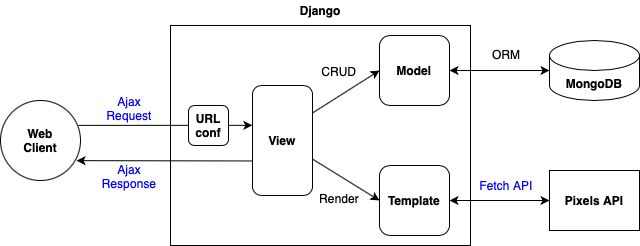 Django
Ajax
Request
URL
conf
Web
Client
View
Ajax
Response
CRUD
Model
ORM
MongoDB
Render
Template
Fetch API
Pixels API